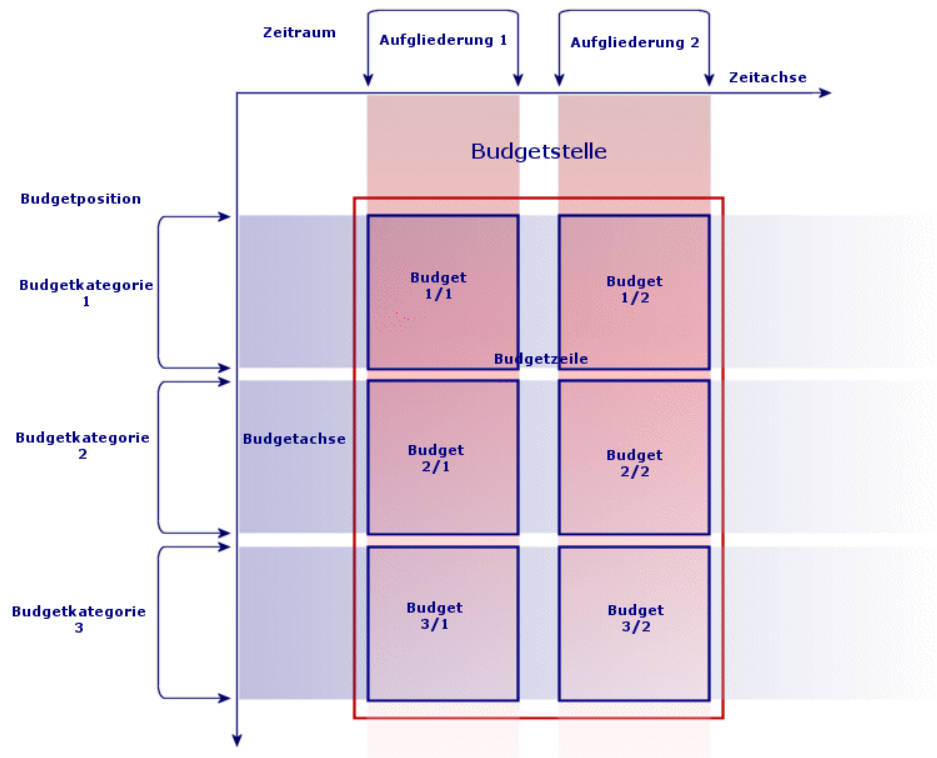 Zeitraum
Aufgliederung 1
Aufgliederung 2
Zeitachse
Budgetstelle
Budgetposition
Budgetkategorie
1
Budget
1/1
Budget
1/2
Budgetzeile
Budgetkategorie
2
Budgetachse
Budget
2/1
Budget
2/2
Budgetkategorie
3
Budget
3/1
Budget
3/2